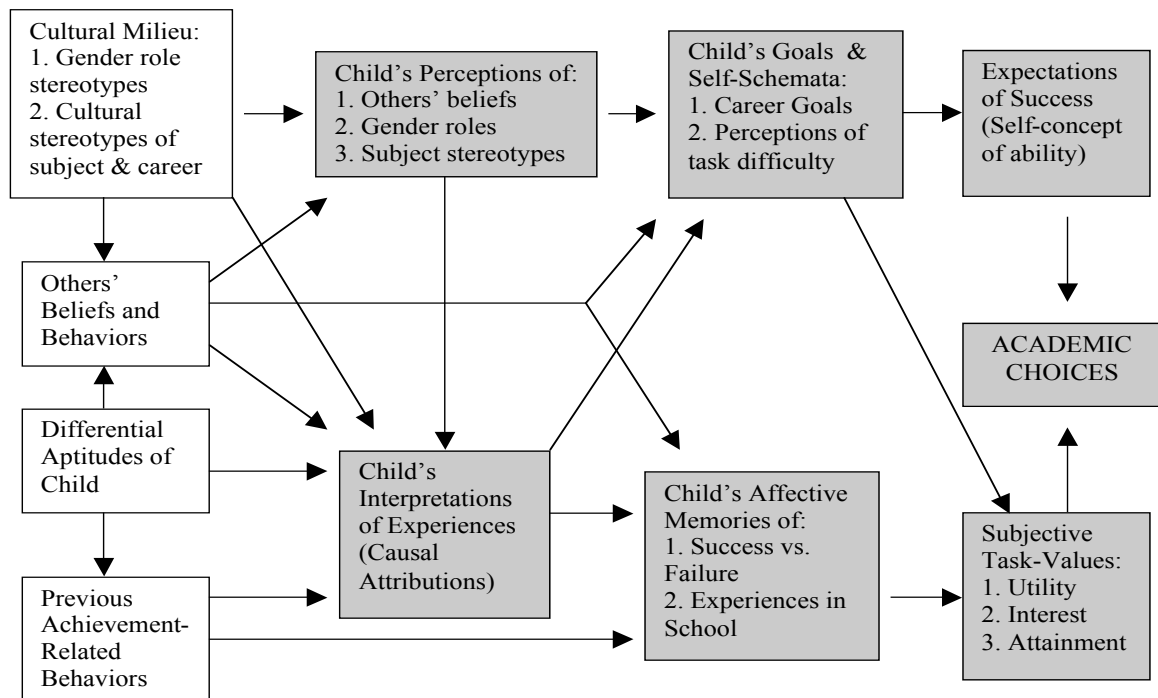 Cultural Milieu:
1. Gender role
stereotypes
2. Cultural
stereotypes of
subject & career
Child's Perceptions of:
1. Others' beliefs
2. Gender roles
3. Subject stereotypes
Child's Goals &
Self-Schemata:
1. Career Goals
2. Perceptions of
task difficulty
Expectations
of Success
(Self-concept
of ability)
Others'
Beliefs and
Behaviors
ACADEMIC
CHOICES
Differential
Aptitudes of
Child
Child's
Interpretations
of Experiences
(Causal
Attributions)
Child's Affective
Memories of:
1. Success vs.
Failure
2. Experiences in
School
Subjective
Task-Values:
1. Utility
2. Interest
3. Attainment
Previous
Achievement-
Related
Behaviors